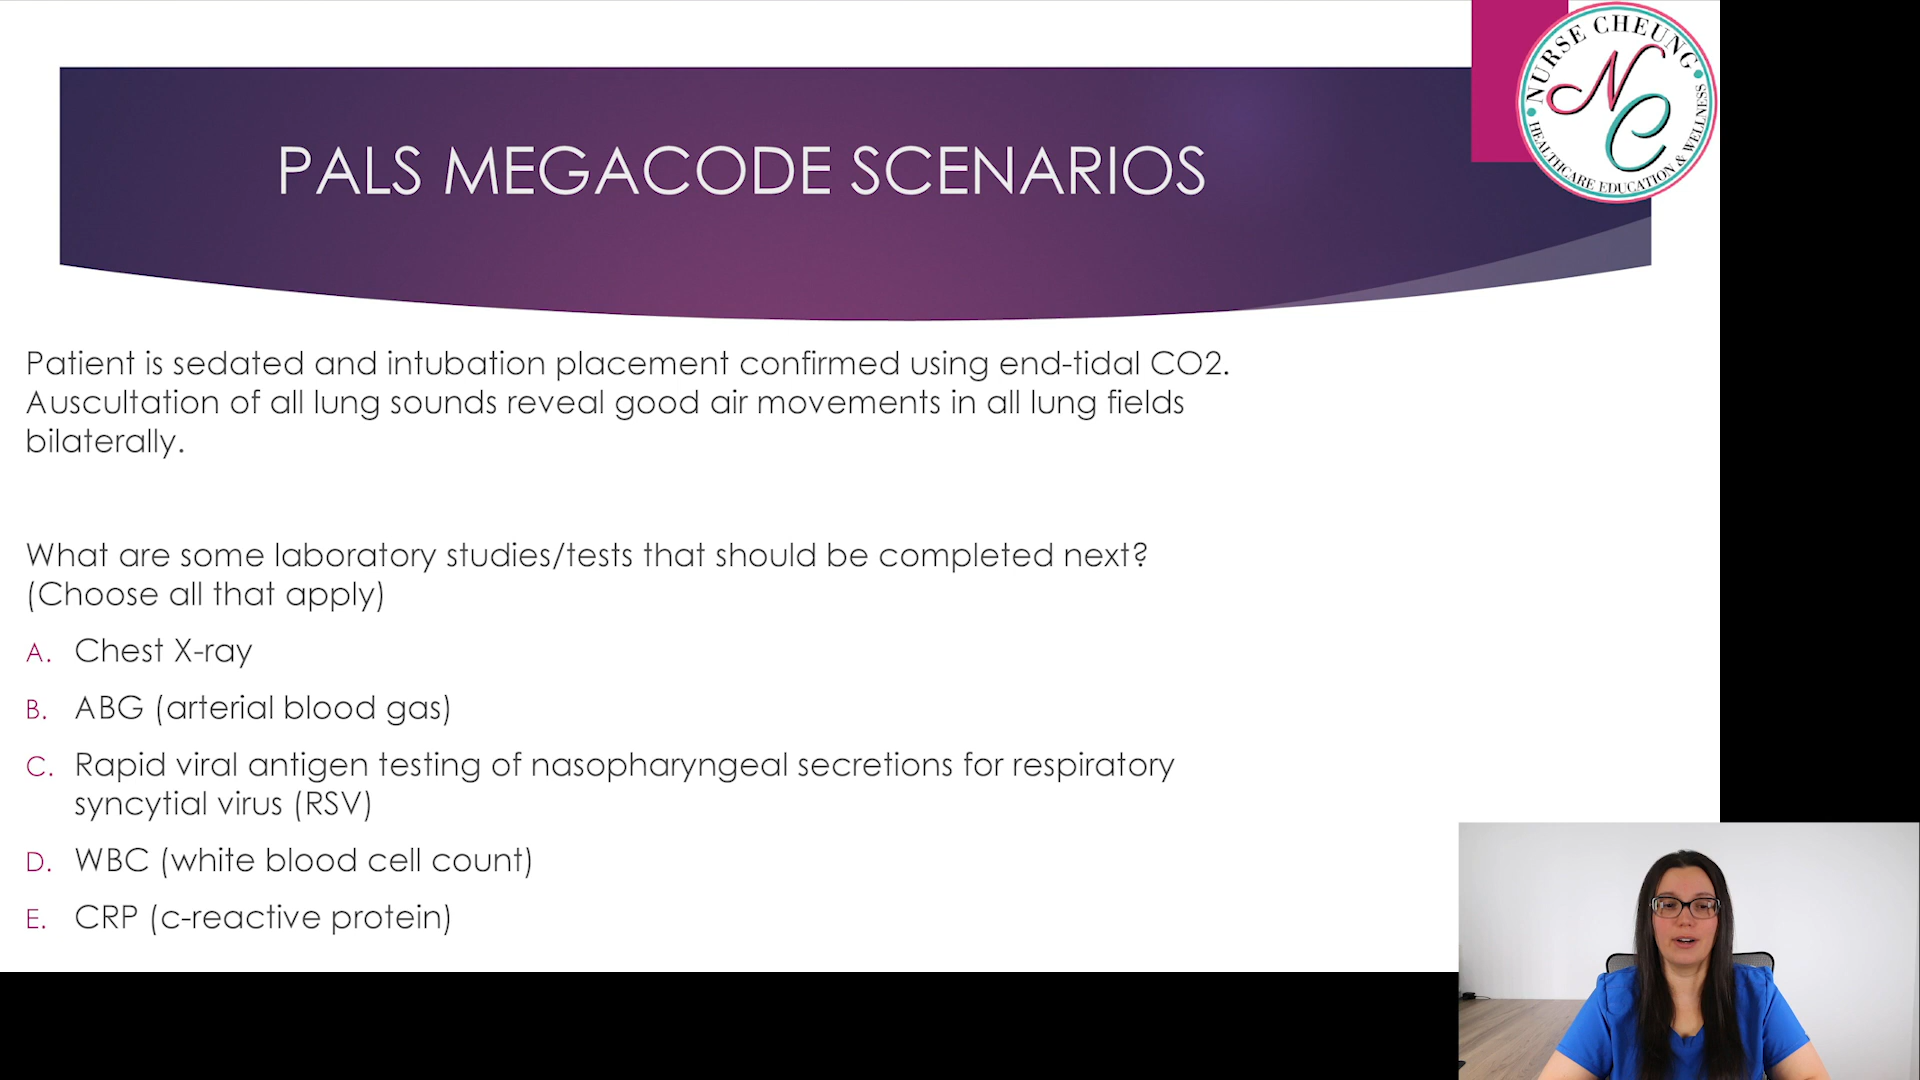 NURSE CHEUNG
NC
HEALTHCARE EDUCATION & WELLNESS
PALS MEGACODE SCENARIOS
Patient is sedated and intubation placement confirmed using end-tidal CO2.
Auscultation of all lung sounds reveal good air movements in all lung fields
bilaterally.
What are some laboratory studies/tests that should be completed next?
(Choose all that apply)
A. Chest X-ray
B. ABG (arterial blood gas)
C. Rapid viral antigen testing of nasopharyngeal secretions for respiratory
syncytial virus (RSV)
D. WBC (white blood cell count)
E. CRP (c-reactive protein)